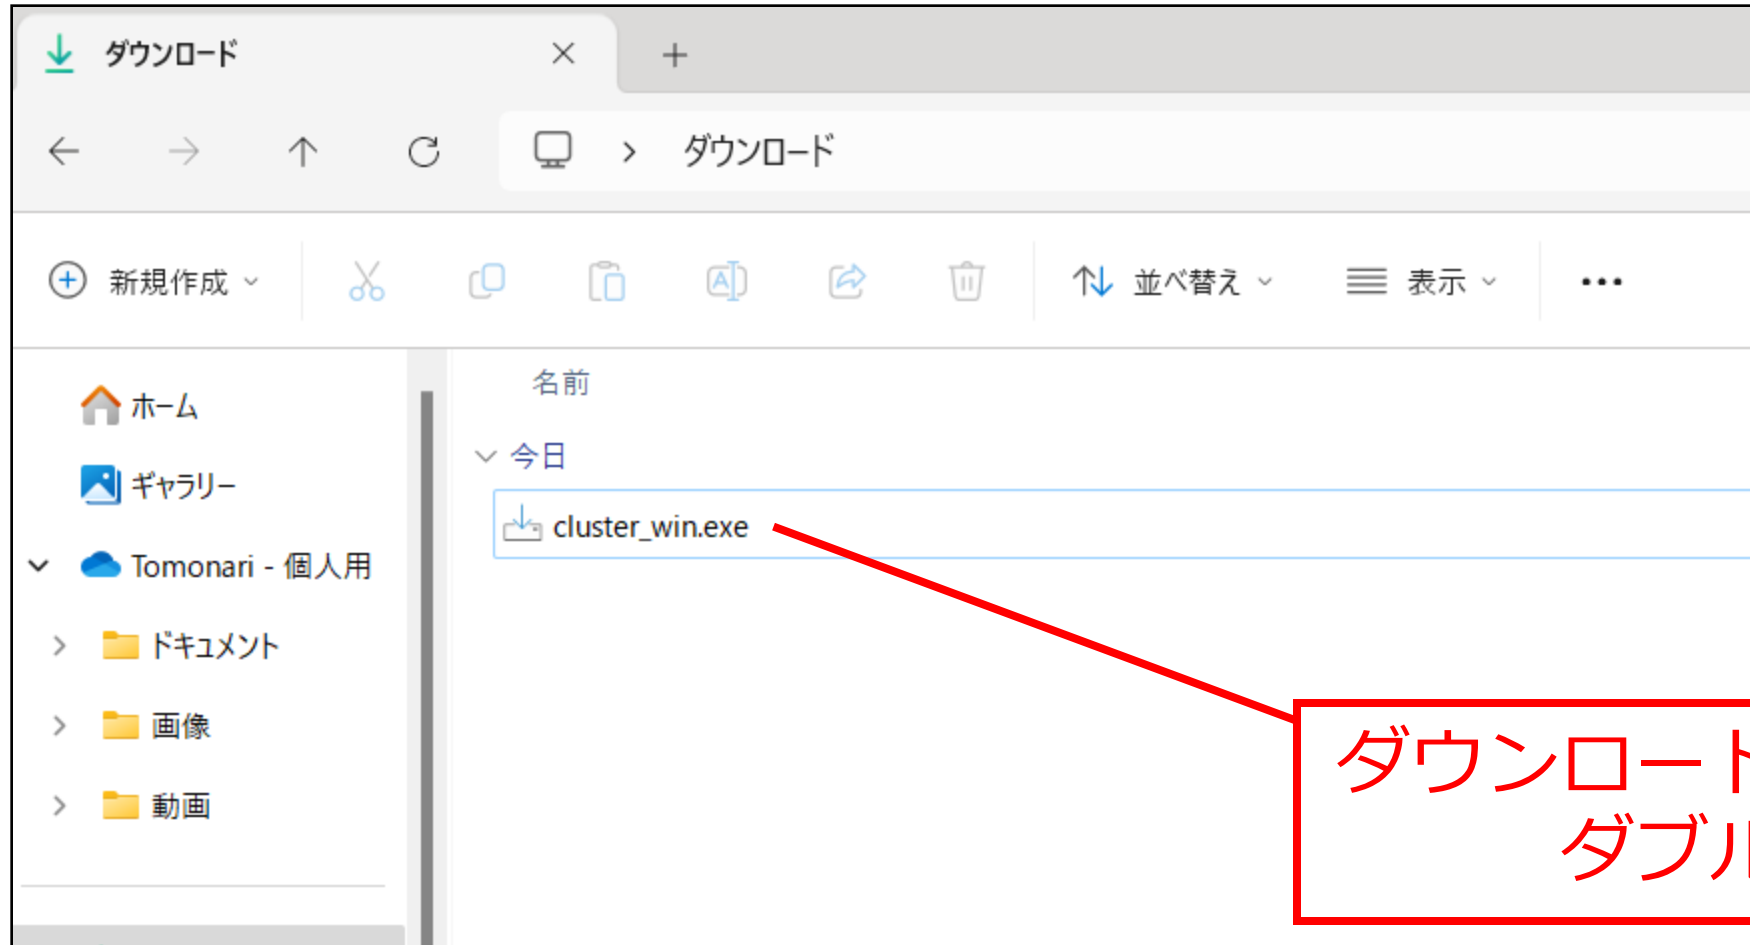 ダウンロード
ダウンロード
新規作成
並べ替え
表示
ホーム
ギャラリー
Tomonari - 個人用
ドキュメント
画像
動画
名前
今日
cluster_win.exe
ダウンロード
ダブル